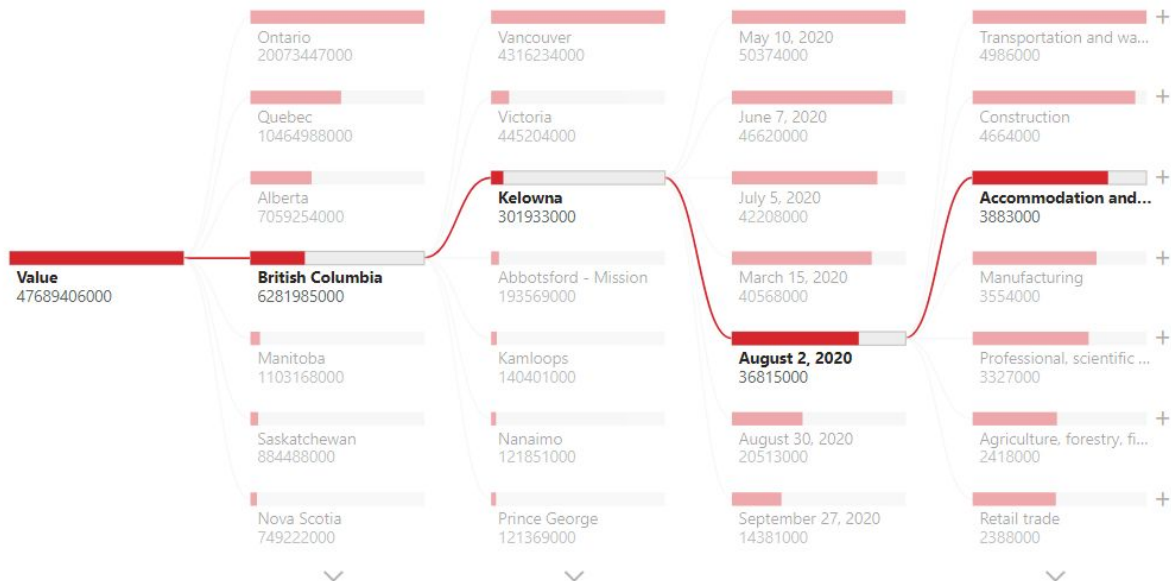 Value
47689406000
Ontario
20073447000
Quebec
10464988000
Alberta
7059254000
British Columbia
6281985000
Manitoba
1103168000
Saskatchewan
884488000
Nova Scotia
749222000
Vancouver
4316234000
Victoria
445204000
Kelowna
301933000
Abbotsford - Mission
193569000
Kamloops
140401000
Nanaimo
121851000
Prince George
121369000
May 10, 2020
50374000
June 7, 2020
46620000
July 5, 2020
42208000
March 15, 2020
40568000
August 2, 2020
36815000
August 30, 2020
20513000
September 27, 2020
14381000
Transportation and wa...
4986000
Construction
4664000
Accommodation and...
3883000
Manufacturing
3554000
Professional, scientific ...
3327000
Agriculture, forestry, fi...
2418000
Retail trade
2388000